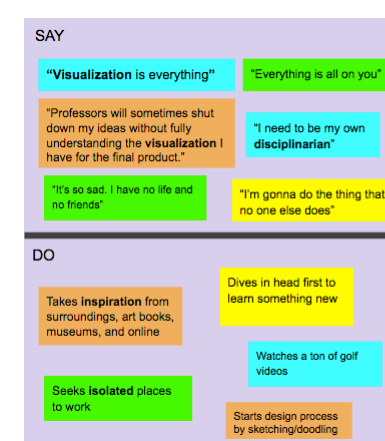 SAY
“Visualization is everything”
“Everything is all on you”
“Professors will sometimes shut
down my ideas without fully
understanding the visualization I
have for the final product.”
“I need to be my own
disciplinarian”
“It’s so sad. I have no life and
no friends”
“I’m gonna do the thing that
no one else does”
DO
Dives in head first to
learn something new
Takes inspiration from
surroundings, art books,
museums, and online
Watches a ton of golf
videos
Seeks isolated places
to work
Starts design process
by sketching/doodling